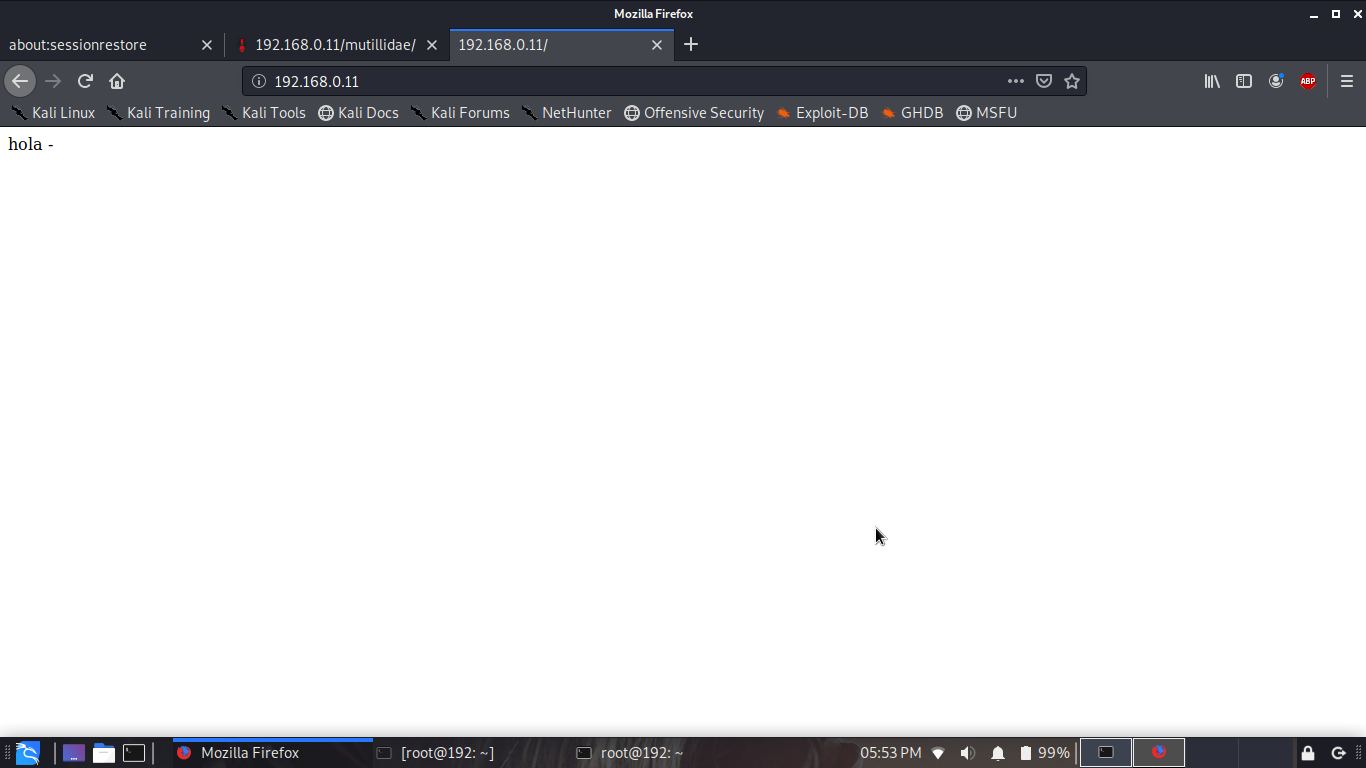 Mozilla Firefox
about:sessionrestore
192.168.0.11/mutillidae/
192.168.0.11/
192.168.0.11
ABP
Kali Linux Kali Training Kali Tools Kali Docs Kali Forums NetHunter Offensive Security Exploit-DB GHDB MSFU
hola -
Mozilla Firefox [root@192: ~] root@192: ~ 05:53 PM 99%